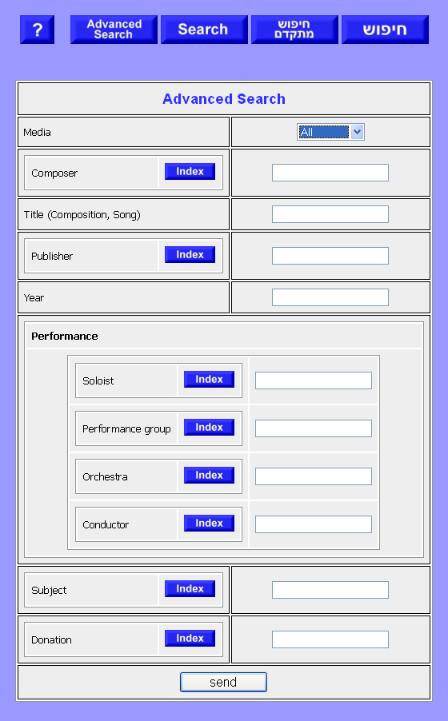 ?
Advanced
Search
Search
חיפוש
מתקדם
חיפוש
Advanced Search
Media
All
Composer
Index
Title (Composition, Song)
Publisher
Index
Year
Performance
Soloist
Index
Performance group
Index
Orchestra
Index
Conductor
Index
Subject
Index
Donation
Index
send